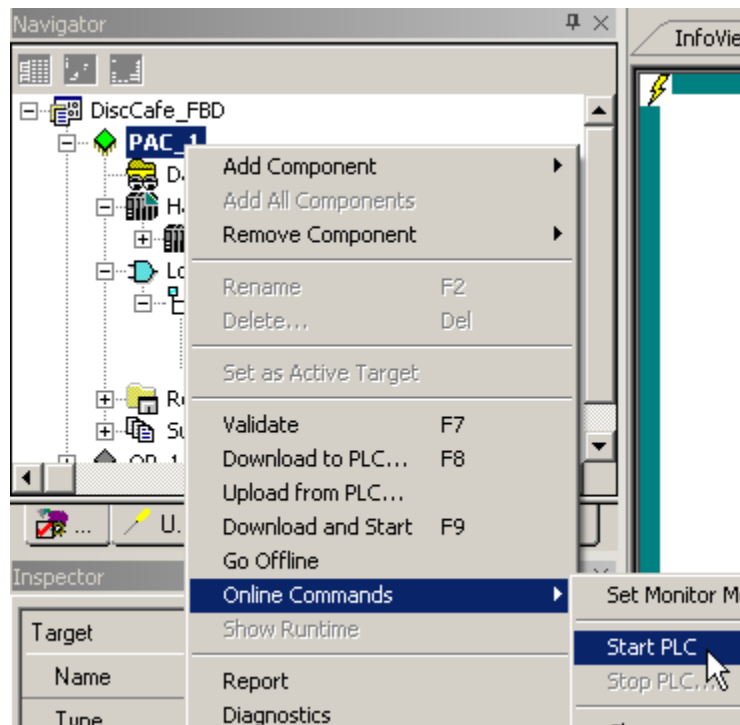 Navigator
InfoVie
DiscCafe_FBD
PAC_1
Add Component
Add All Components
Remove Component
Rename F2
Delete... Del
Set as Active Target
Validate F7
Download to PLC... F8
Upload from PLC...
Download and Start F9
Go Offline
Online Commands
Show Runtime
Report
Diagnostics
... U.
Inspector
Target
Name
Type
Set Monitor M
Start PLC
Stop PLC...